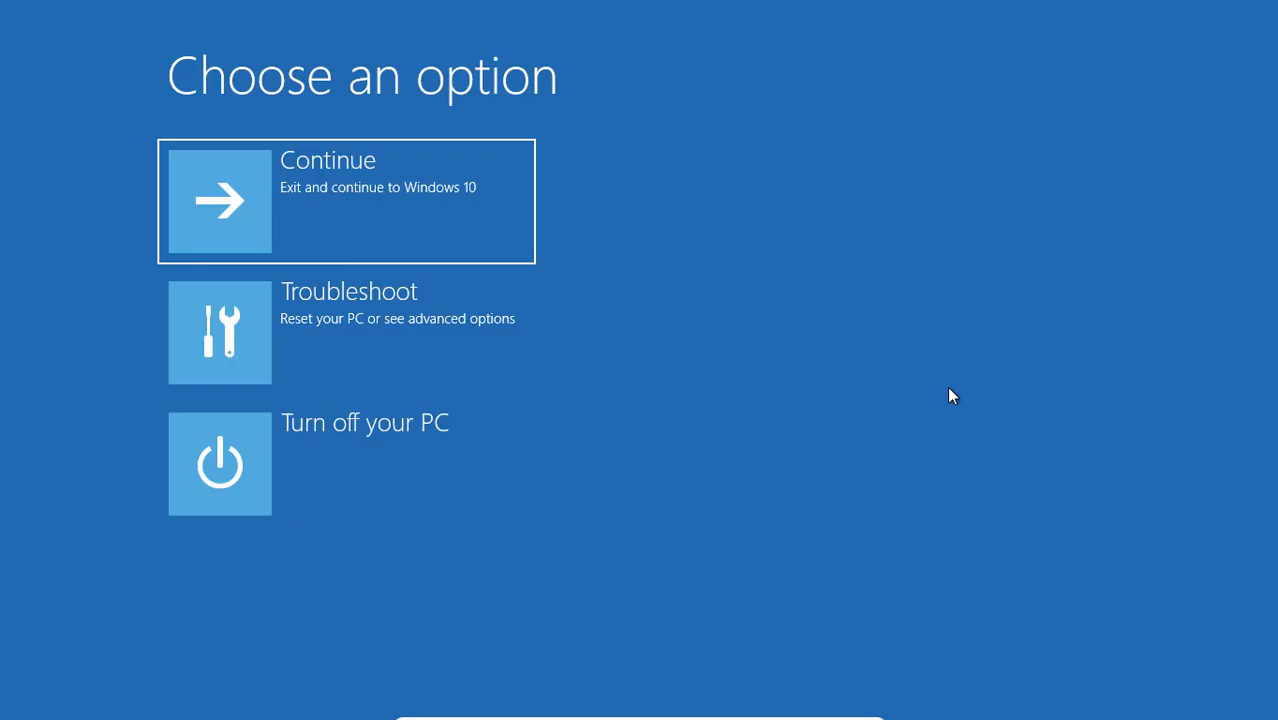 Choose an option
Continue
Exit and continue to Windows 10
Troubleshoot
Reset your PC or see advanced options
Turn off your PC